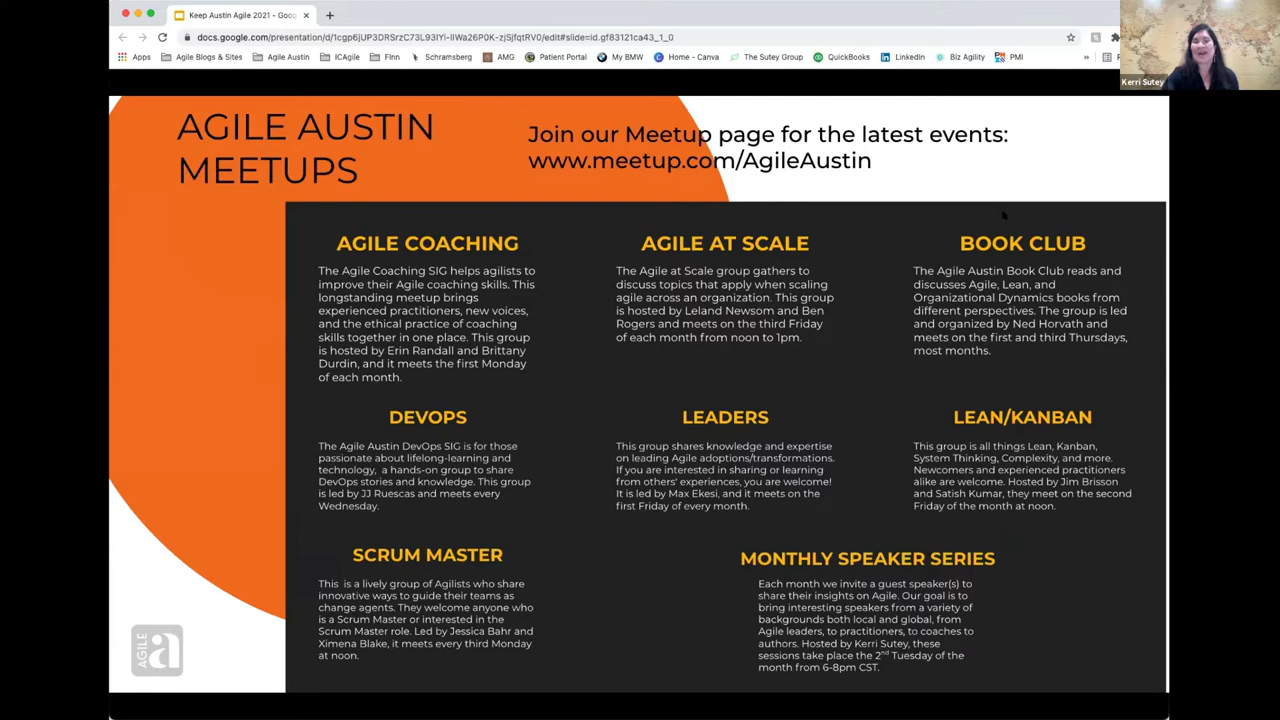 Keep Austin Agile 2021 - Goog
docs.google.com/presentation/d/1cgp6jUP3DRSrzC73L93IYi-lIWa26P0K-zjSjfqtRV0/edit#slide=id.gf83121ca43_1_0
Apps Agile Blogs & Sites Agile Austin ICAgile FInn Schramsberg AMG Patient Portal My BMW Home - Canva The Sutey Group QuickBooks LinkedIn Biz Agility PMI »
Kerri Sutey
AGILE AUSTIN
MEETUPS
Join our Meetup page for the latest events:
www.meetup.com/AgileAustin
AGILE COACHING
The Agile Coaching SIG helps agilists to
improve their Agile coaching skills. This
longstanding meetup brings
experienced practitioners, new voices,
and the ethical practice of coaching
skills together in one place. This group
is hosted by Erin Randall and Brittany
Durdin, and it meets the first Monday
of each month.
AGILE AT SCALE
The Agile at Scale group gathers to
discuss topics that apply when scaling
agile across an organization. This group
is hosted by Leland Newsom and Ben
Rogers and meets on the third Friday
of each month from noon to 1pm.
BOOK CLUB
The Agile Austin Book Club reads and
discusses Agile, Lean, and
Organizational Dynamics books from
different perspectives. The group is led
and organized by Ned Horvath and
meets on the first and third Thursdays,
most months.
DEVOPS
The Agile Austin DevOps SIG is for those
passionate about lifelong-learning and
technology, a hands-on group to share
DevOps stories and knowledge. This group
is led by JJ Ruescas and meets every
Wednesday.
LEADERS
This group shares knowledge and expertise
on leading Agile adoptions/transformations.
If you are interested in sharing or learning
from others' experiences, you are welcome!
It is led by Max Ekesi, and it meets on the
first Friday of every month.
LEAN/KANBAN
This group is all things Lean, Kanban,
System Thinking, Complexity, and more.
Newcomers and experienced practitioners
alike are welcome. Hosted by Jim Brisson
and Satish Kumar, they meet on the second
Friday of the month at noon.
SCRUM MASTER
This is a lively group of Agilists who share
innovative ways to guide their teams as
change agents. They welcome anyone who
is a Scrum Master or interested in the
Scrum Master role. Led by Jessica Bahr and
Ximena Blake, it meets every third Monday
at noon.
MONTHLY SPEAKER SERIES
Each month we invite a guest speaker(s) to
share their insights on Agile. Our goal is to
bring interesting speakers from a variety of
backgrounds both local and global, from
Agile leaders, to practitioners, to coaches to
authors. Hosted by Kerri Sutey, these
sessions take place the 2nd Tuesday of the
month from 6-8pm CST.
AGILE a